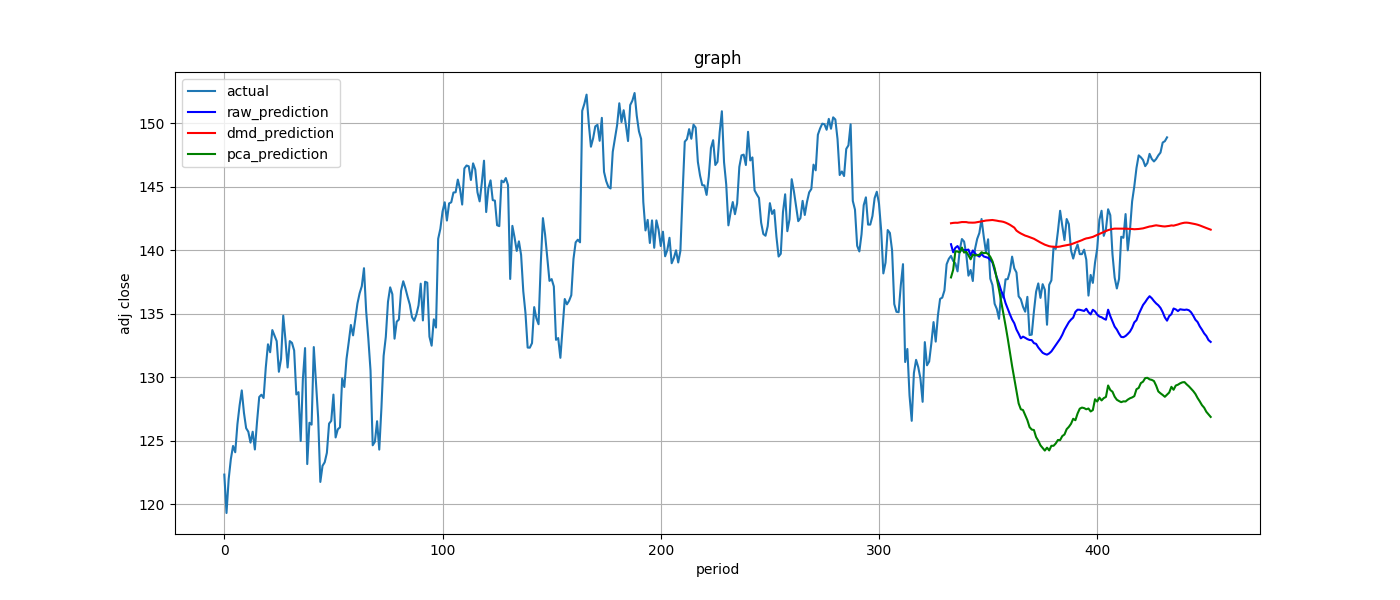 graph
actual
raw_prediction
dmd_prediction
pca_prediction
adj close
150
145
140
135
130
125
120
0 100 200 300 400
period